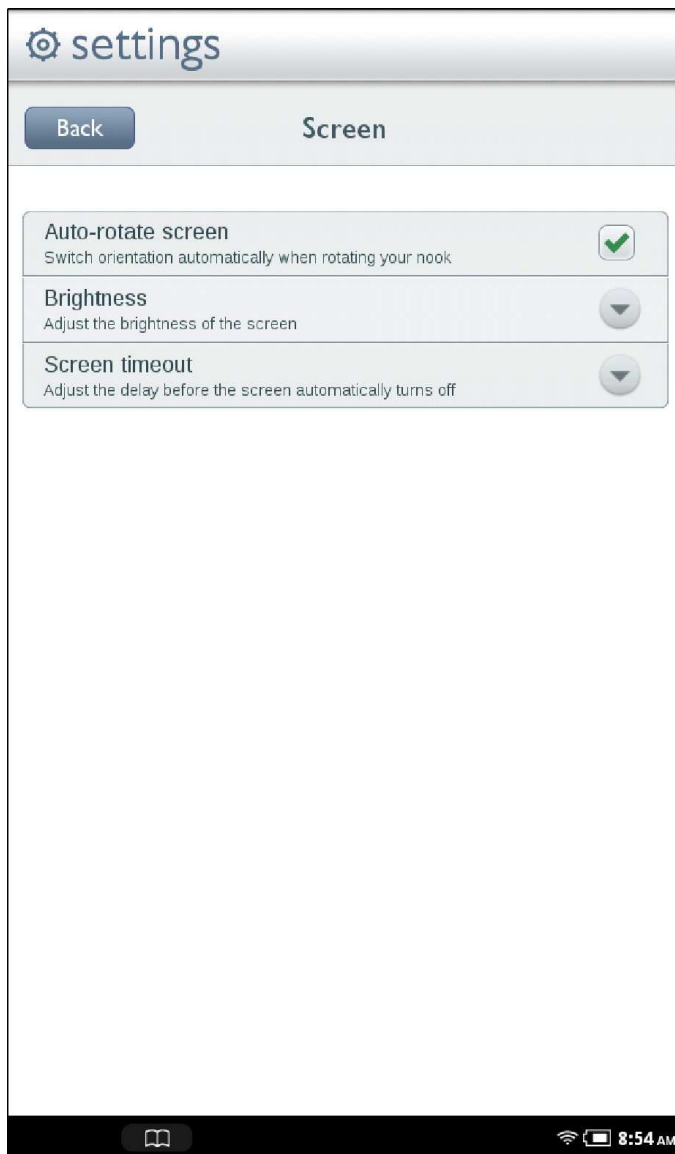 settings
Back
Screen
Auto-rotate screen
Switch orientation automatically when rotating your nook
Brightness
Adjust the brightness of the screen
Screen timeout
Adjust the delay before the screen automatically turns off
8:54 AM